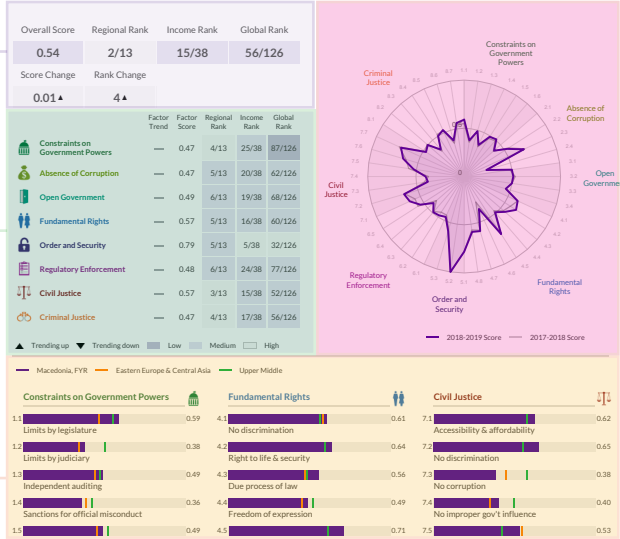 Overall Score Regional Rank Income Rank Global Rank
0.54 2/13 15/38 56/126
Score Change Rank Change
0.01▲ 4▲
Factor Trend Factor Score Regional Rank Income Rank Global Rank
Constraints on Government Powers — 0.47 4/13 25/38 87/126
Absence of Corruption — 0.47 5/13 20/38 62/126
Open Government — 0.49 6/13 19/38 68/126
Fundamental Rights — 0.57 5/13 16/38 60/126
Order and Security — 0.79 5/13 5/38 32/126
Regulatory Enforcement — 0.48 6/13 24/38 77/126
Civil Justice — 0.57 3/13 15/38 52/126
Criminal Justice — 0.47 4/13 17/38 56/126
▲ Trending up ▼ Trending down Low Medium High
Constraints on
Government
Powers
Criminal
Justice
Absence of
Corruption
Civil
Justice
Open
Governme
Regulatory
Enforcement
Fundamental
Rights
Order and
Security
0
2018-2019 Score 2017-2018 Score
Macedonia, FYR Eastern Europe & Central Asia Upper Middle
Constraints on Government Powers
1.1 0.59
Limits by legislature
1.2 0.38
Limits by judiciary
1.3 0.49
Independent auditing
1.4 0.36
Sanctions for official misconduct
1.5 0.49
Fundamental Rights
4.1 0.61
No discrimination
4.2 0.64
Right to life & security
4.3 0.56
Due process of law
4.4 0.49
Freedom of expression
4.5 0.71
Civil Justice
7.1 0.62
Accessibility & affordability
7.2 0.65
No discrimination
7.3 0.38
No corruption
7.4 0.40
No improper gov't influence
7.5 0.53